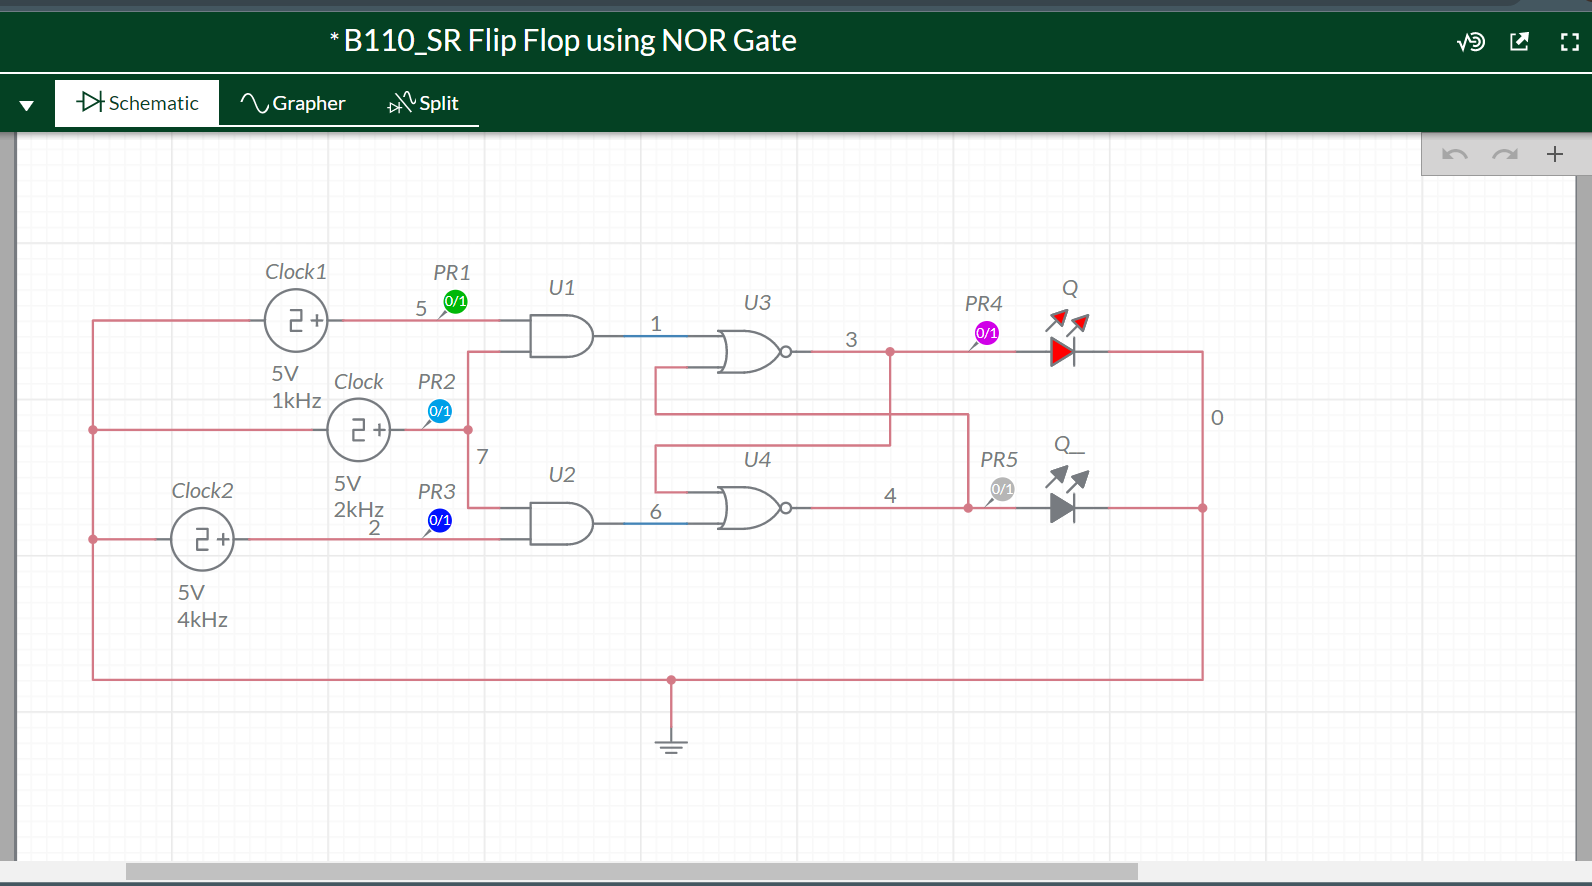 *B110_SR Flip Flop using NOR Gate
Schematic
Grapher
Split
Clock1
5V
1kHz
PR1
0/1
5
U1
1
U3
3
PR4
0/1
Q
Clock
5V
2kHz
PR2
0/1
7
0
Clock2
5V
4kHz
2
PR3
0/1
U2
6
U4
4
PR5
0/1
Q__